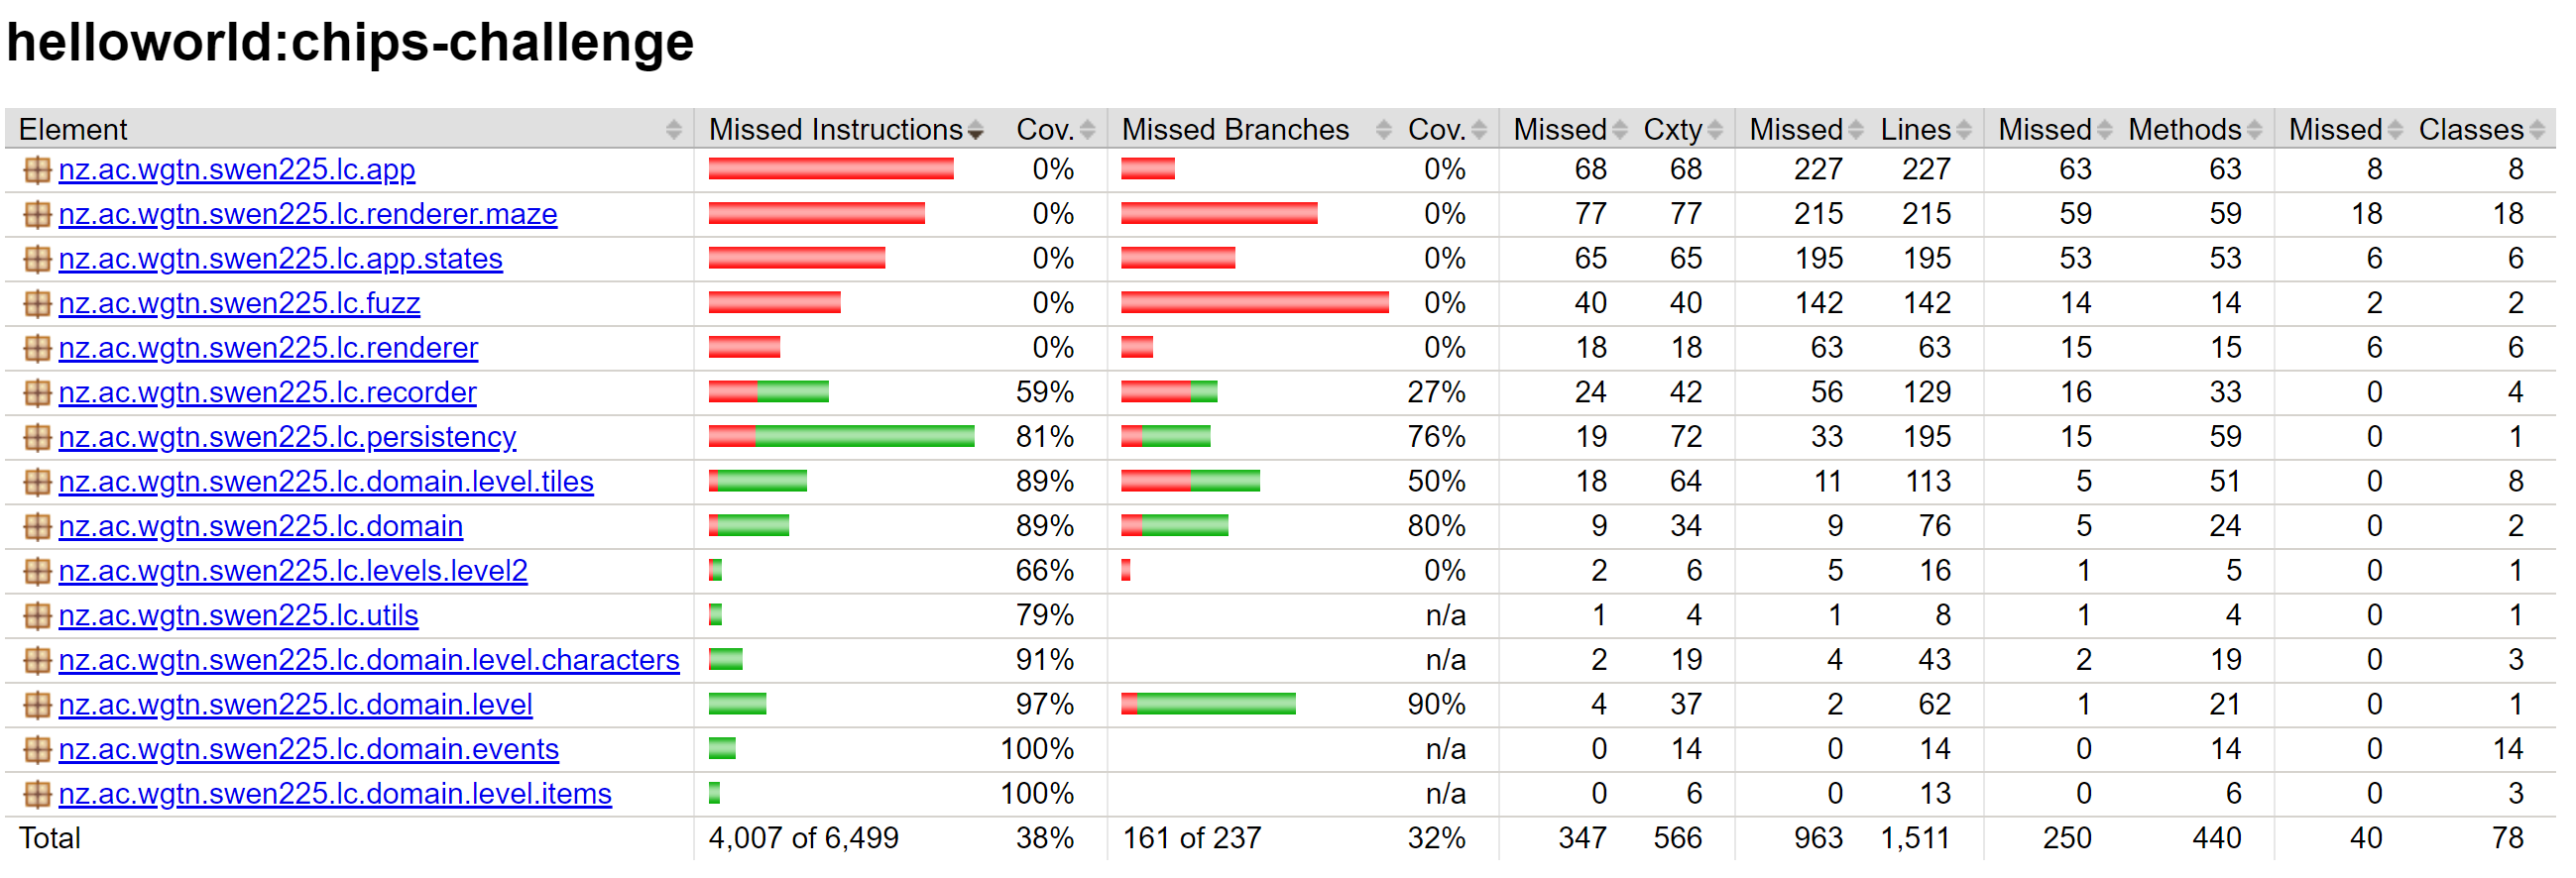 helloworld:chips-challenge
Element Missed Instructions Cov. Missed Branches Cov. Missed Cxty Missed Lines Missed Methods Missed Classes
nz.ac.wgtn.swen225.lc.app 0% 0% 68 68 227 227 63 63 8 8
nz.ac.wgtn.swen225.lc.renderer.maze 0% 0% 77 77 215 215 59 59 18 18
nz.ac.wgtn.swen225.lc.app.states 0% 0% 65 65 195 195 53 53 6 6
nz.ac.wgtn.swen225.lc.fuzz 0% 0% 40 40 142 142 14 14 2 2
nz.ac.wgtn.swen225.lc.renderer 0% 0% 18 18 63 63 15 15 6 6
nz.ac.wgtn.swen225.lc.recorder 59% 27% 24 42 56 129 16 33 0 4
nz.ac.wgtn.swen225.lc.persistency 81% 76% 19 72 33 195 15 59 0 1
nz.ac.wgtn.swen225.lc.domain.level.tiles 89% 50% 18 64 11 113 5 51 0 8
nz.ac.wgtn.swen225.lc.domain 89% 80% 9 34 9 76 5 24 0 2
nz.ac.wgtn.swen225.lc.levels.level2 66% 0% 2 6 5 16 1 5 0 1
nz.ac.wgtn.swen225.lc.utils 79% n/a 1 4 1 8 1 4 0 1
nz.ac.wgtn.swen225.lc.domain.level.characters 91% n/a 2 19 4 43 2 19 0 3
nz.ac.wgtn.swen225.lc.domain.level 97% 90% 4 37 2 62 1 21 0 1
nz.ac.wgtn.swen225.lc.domain.events 100% n/a 0 14 0 14 0 14 0 14
nz.ac.wgtn.swen225.lc.domain.level.items 100% n/a 0 6 0 13 0 6 0 3
Total 4,007 of 6,499 38% 161 of 237 32% 347 566 963 1,511 250 440 40 78